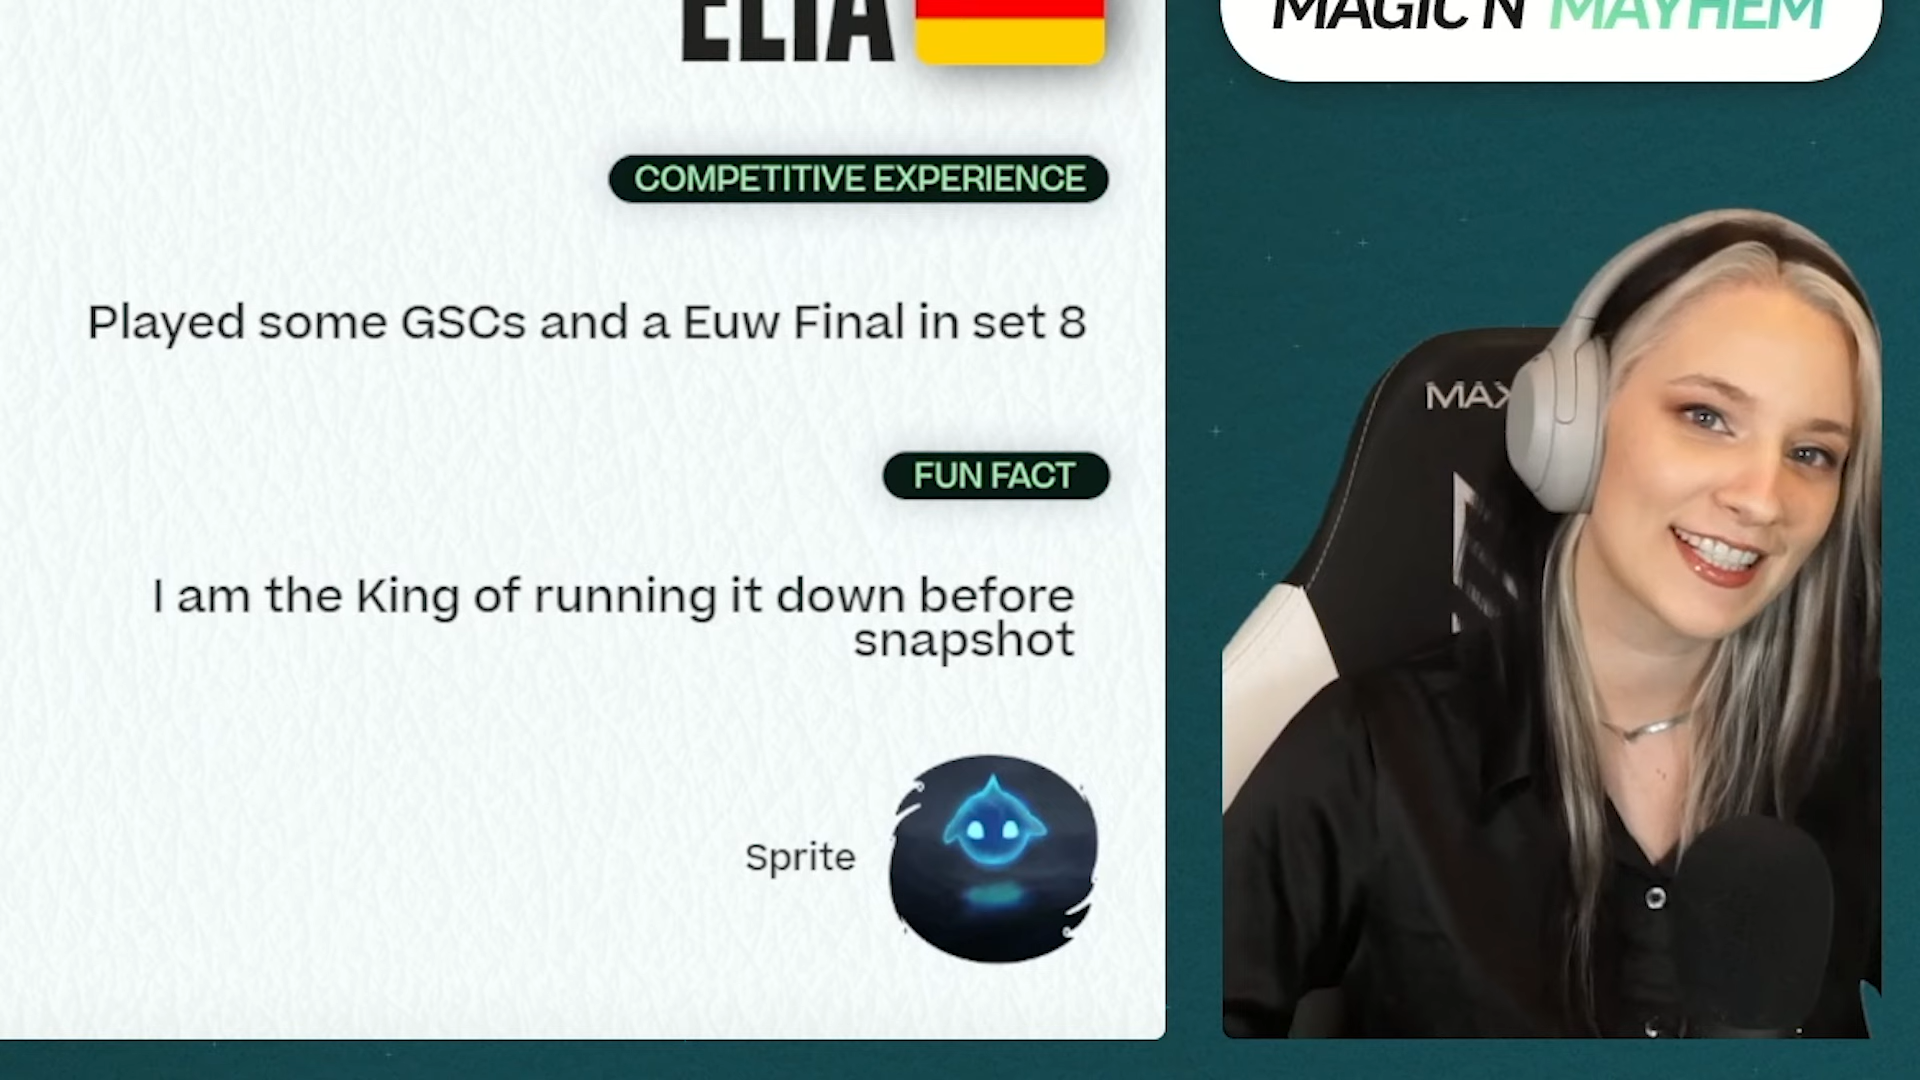 ELIA
MAGIC N' MAYHEM
COMPETITIVE EXPERIENCE
Played some GSCs and a Euw Final in set 8
MAX
FUN FACT
I am the King of running it down before
snapshot
Sprite